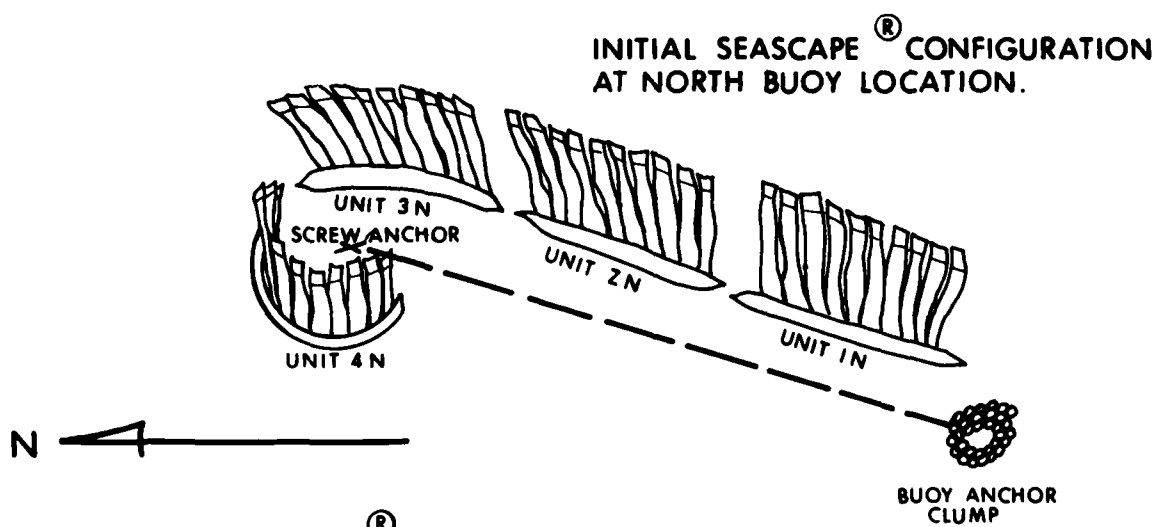 INITIAL SEASCAPE ® CONFIGURATION
AT NORTH BUOY LOCATION.
UNIT 3N
SCREW ANCHOR
UNIT 2N
UNIT 1N
UNIT 4N
N
BUOY ANCHOR
CLUMP
®